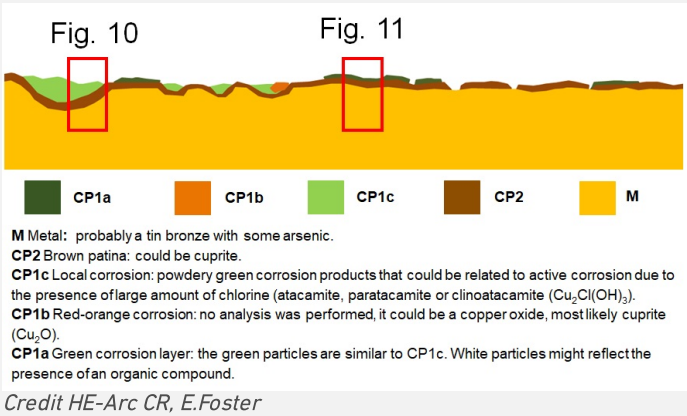 Fig. 10 Fig. 11
CP1a CP1b CP1c CP2 M
M Metal: probably a tin bronze with some arsenic.
CP2 Brown patina: could be cuprite.
CP1c Local corrosion: powdery green corrosion products that could be related to active corrosion due to
the presence of large amount of chlorine (atacamite, paratacamite or clinoatacamite (Cu₂Cl(OH)₃).
CP1b Red-orange corrosion: no analysis was performed, it could be a copper oxide, most likely cuprite
(Cu₂O).
CP1a Green corrosion layer: the green particles are similar to CP1c. White particles might reflect the
presence of an organic compound.
Credit HE-Arc CR, E.Foster